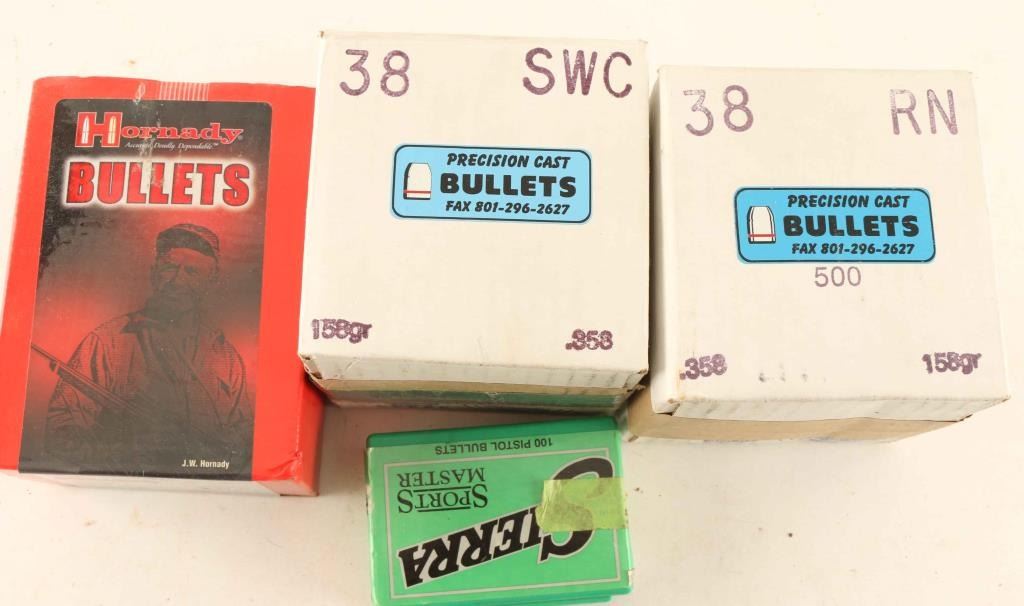 Hornady
Accurate Deadly Dependable.™
BULLETS
J.W. Hornady
38 SWC
PRECISION CAST
BULLETS
FAX 801-296-2627
158gr .358
38 RN
PRECISION CAST
BULLETS
FAX 801-296-2627
500
.358 158gr
100 PISTOL BULLETS
SPORTS
MASTER
SIERRA